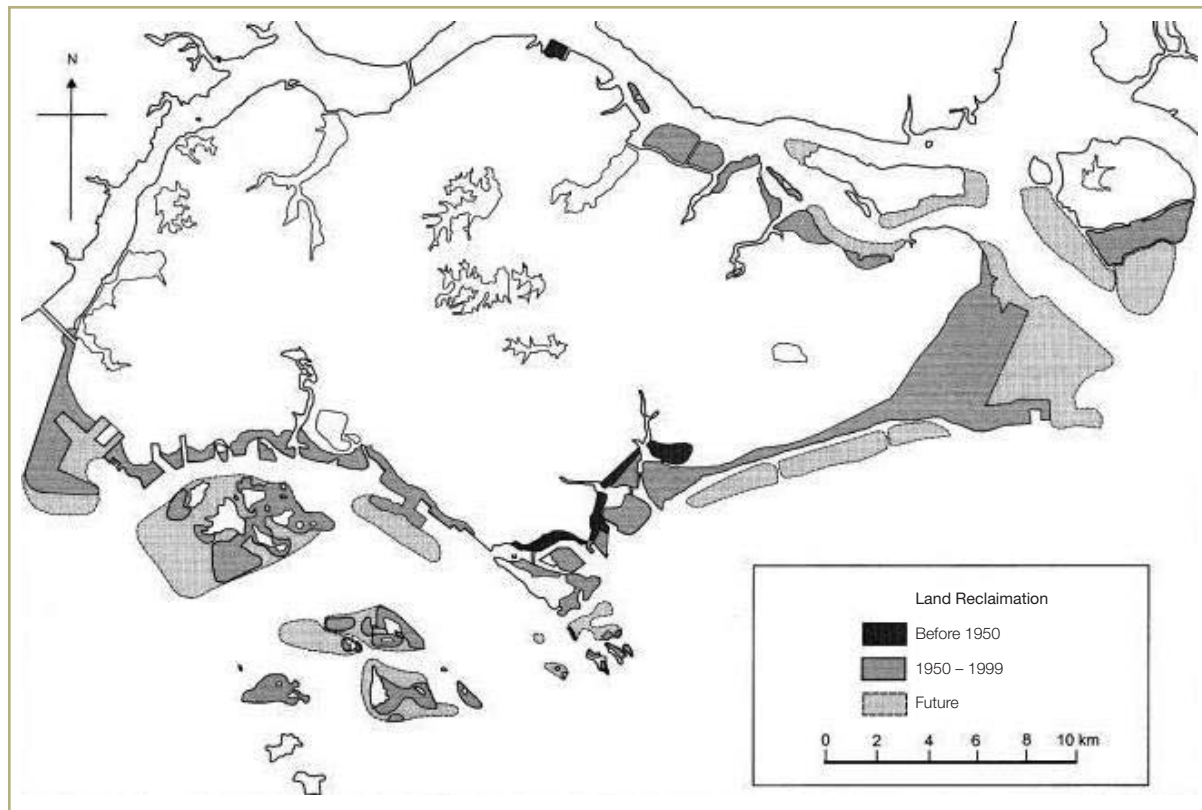 N
Land Reclaimation
Before 1950
1950 – 1999
Future
0 2 4 6 8 10 km